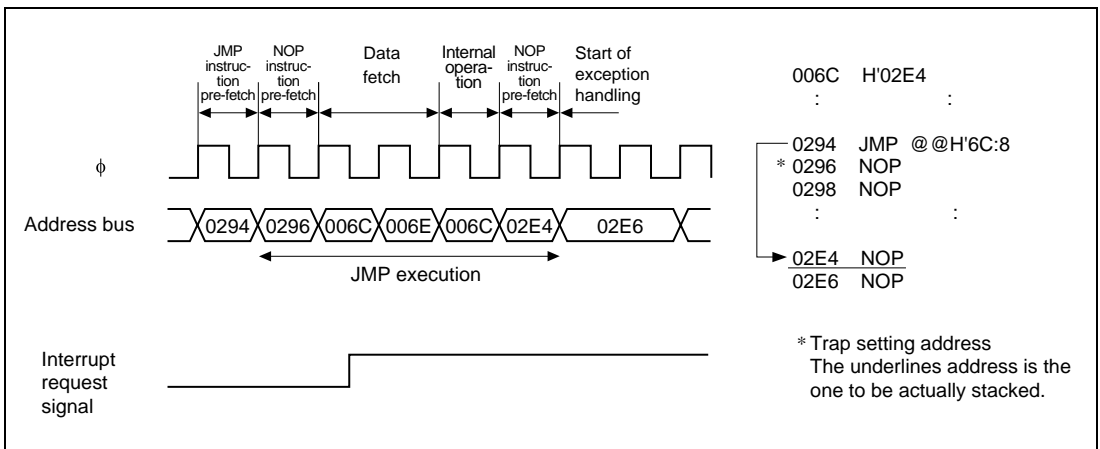 JMP
instruc-
tion
pre-fetch
NOP
instruc-
tion
pre-fetch
Data
fetch
Internal
opera-
tion
NOP
instruc-
tion
pre-fetch
Start of
exception
handling
ϕ
Address bus
0294 0296 006C 006E 006C 02E4 02E6
JMP execution
Interrupt
request
signal
006C H'02E4
: :
0294 JMP @@H'6C:8
* 0296 NOP
0298 NOP
: :
02E4 NOP
02E6 NOP
* Trap setting address
The underlines address is the
one to be actually stacked.